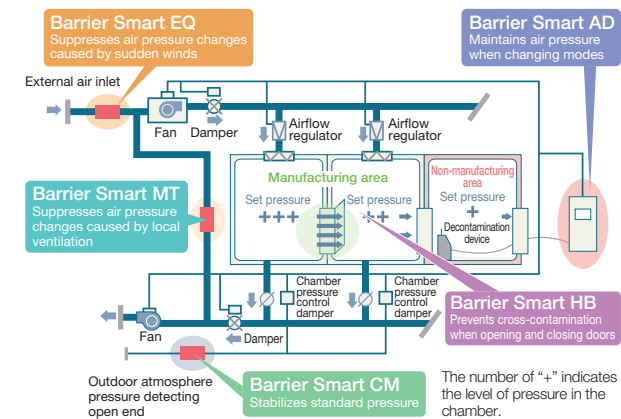 Barrier Smart EQ
Suppresses air pressure changes
caused by sudden winds
Barrier Smart AD
Maintains air pressure
when changing modes
External air inlet
Fan
Damper
Airflow
regulator
Airflow
regulator
Manufacturing area
Non-manufacturing
area
Set pressure
+++
Set pressure
++
Set pressure
+
Decontamination
device
Barrier Smart MT
Suppresses air pressure
changes caused by local
ventilation
Chamber
pressure
control
damper
Chamber
pressure
control
damper
Barrier Smart HB
Prevents cross-contamination
when opening and closing doors
Fan
Damper
Outdoor atmosphere
pressure detecting
open end
Barrier Smart CM
Stabilizes standard pressure
The number of “+” indicates
the level of pressure in the
chamber.